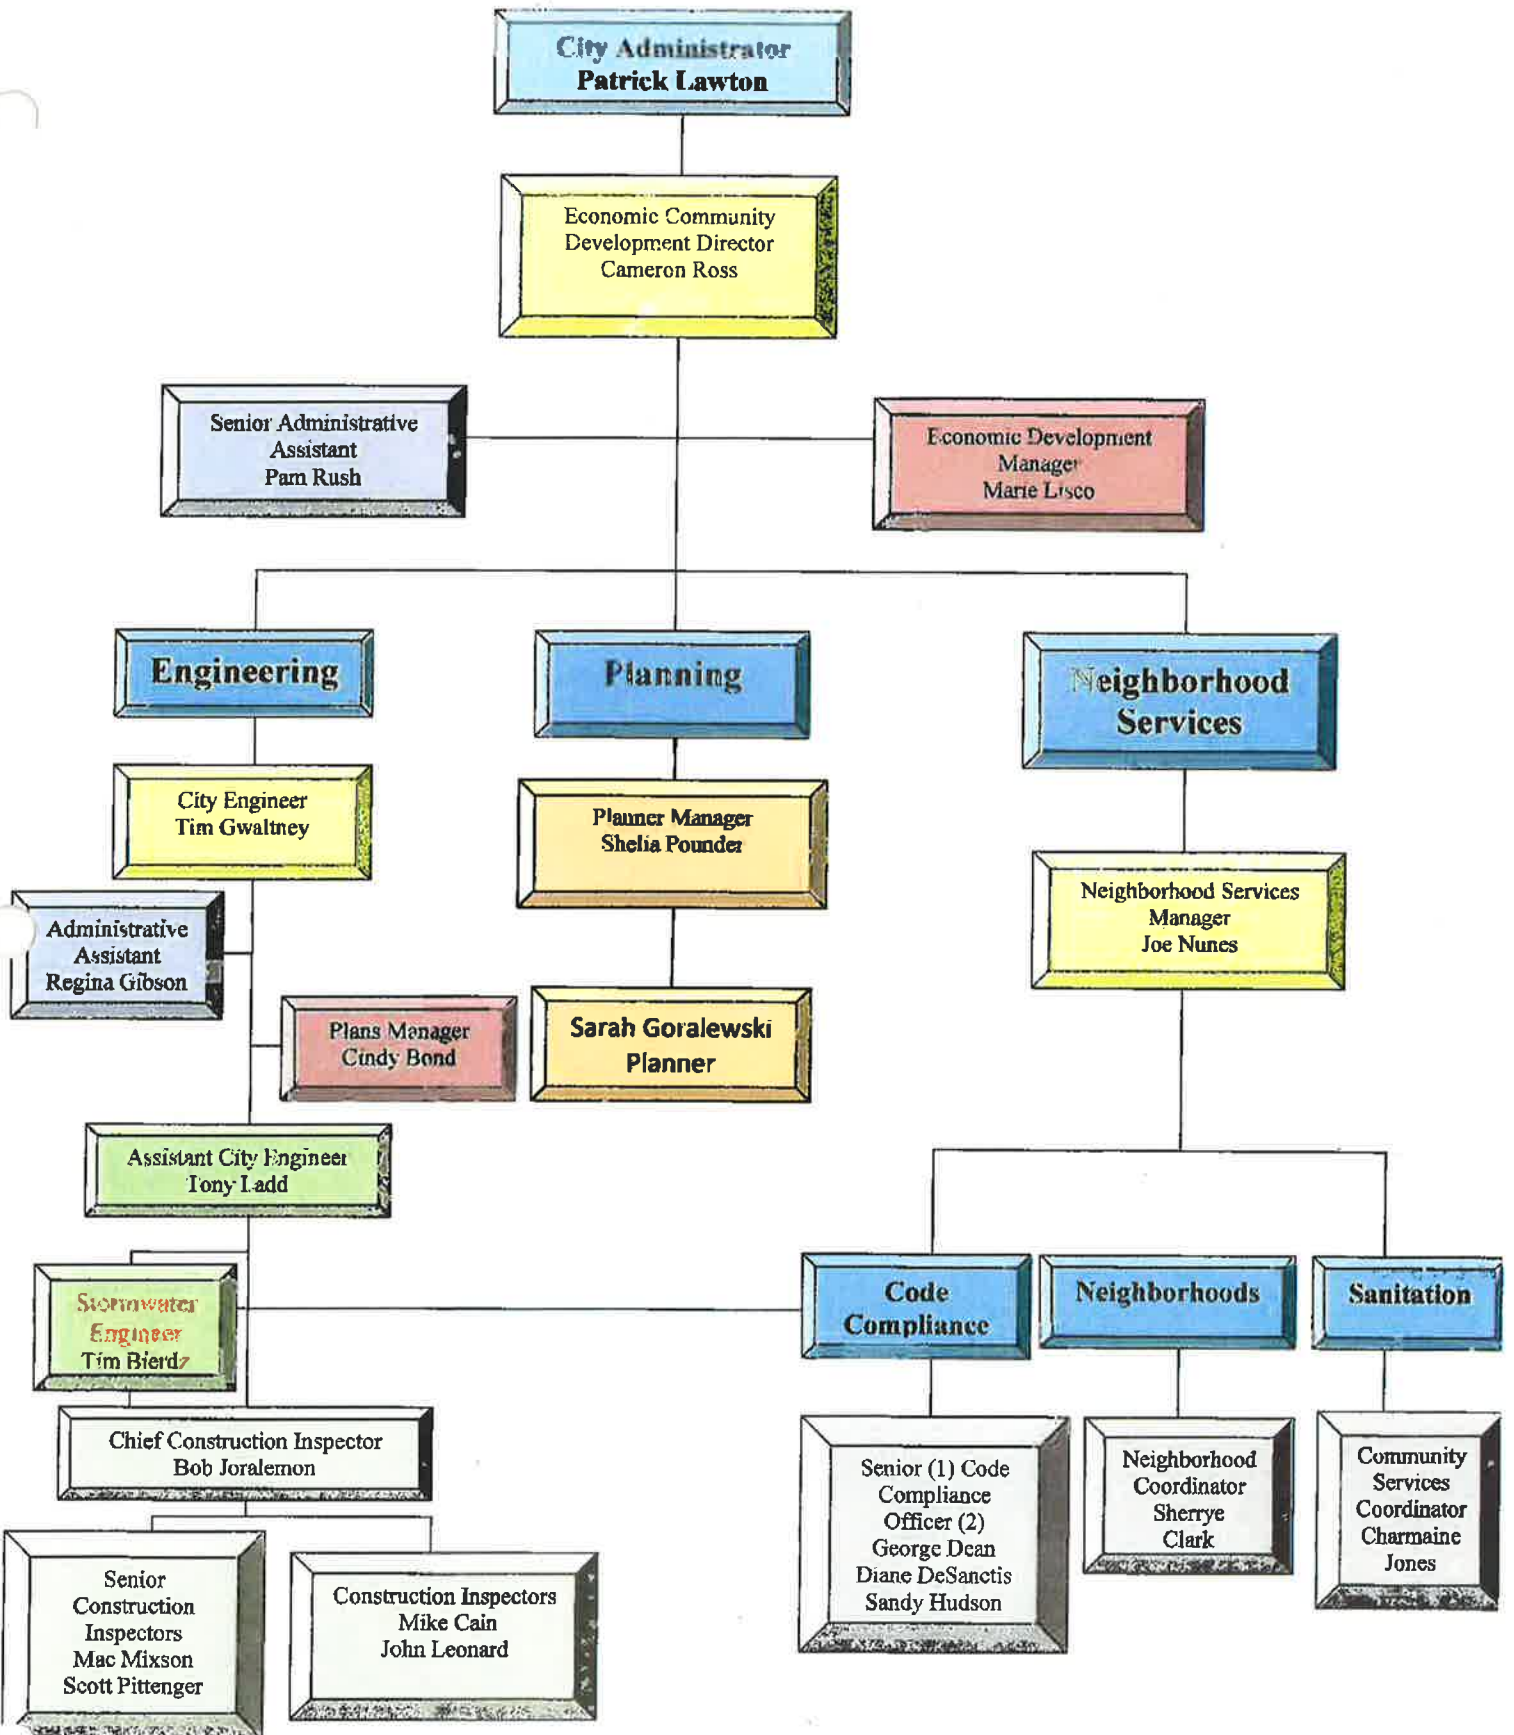 City Administrator
Patrick Lawton
Economic Community
Development Director
Cameron Ross
Senior Administrative
Assistant
Pam Rush
Economic Development
Manager
Marie Lisco
Engineering
Planning
Neighborhood
Services
City Engineer
Tim Gwaltney
Planner Manager
Shelia Pounder
Neighborhood Services
Manager
Joe Nunes
Administrative
Assistant
Regina Gibson
Plans Manager
Cindy Bond
Sarah Goralewski
Planner
Assistant City Engineer
Tony Ladd
Stormwater
Engineer
Tim Bierdz
Code
Compliance
Neighborhoods
Sanitation
Chief Construction Inspector
Bob Joralemon
Senior (1) Code
Compliance
Officer (2)
George Dean
Diane DeSanctis
Sandy Hudson
Neighborhood
Coordinator
Sherrye
Clark
Community
Services
Coordinator
Charmaine
Jones
Senior
Construction
Inspectors
Mac Mixson
Scott Pittenger
Construction Inspectors
Mike Cain
John Leonard